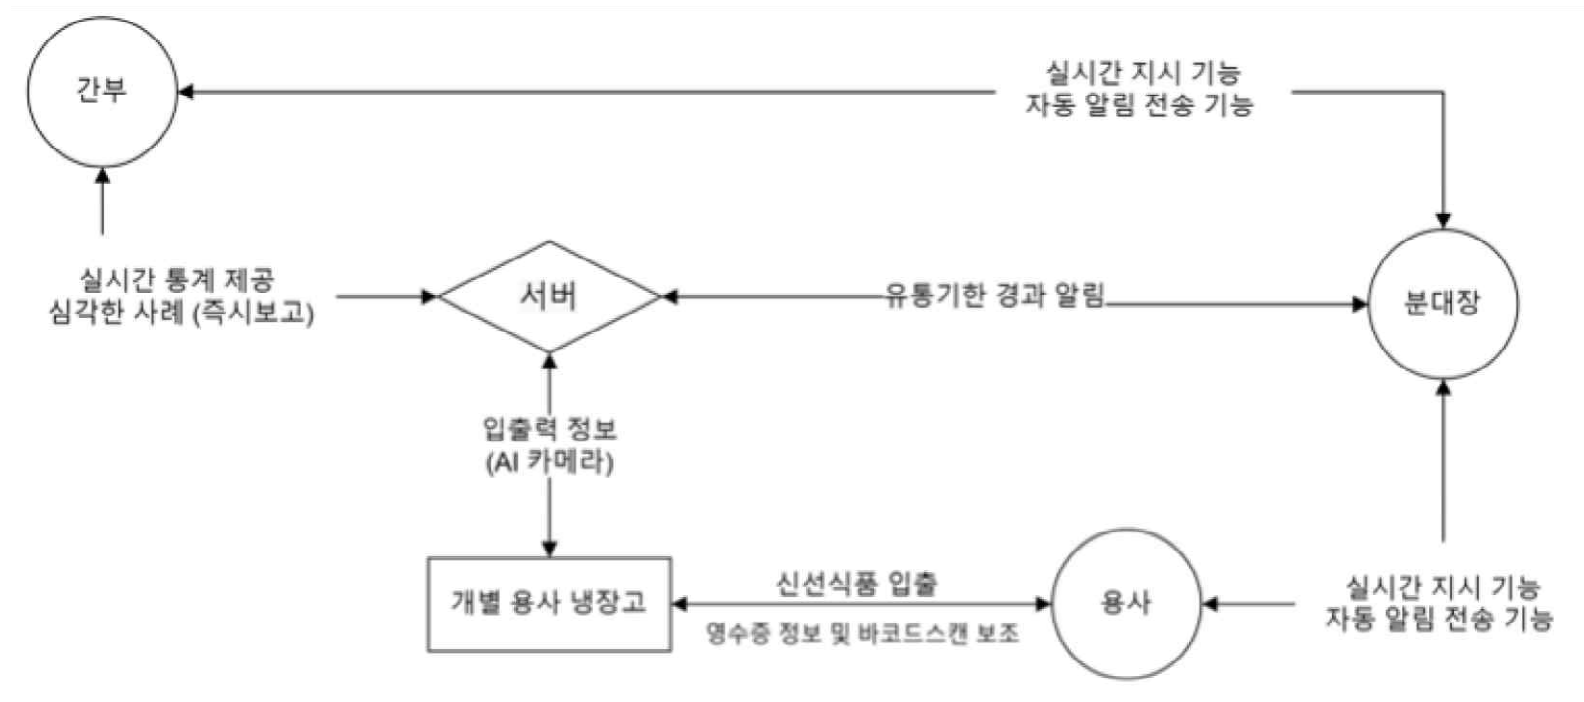 간부
실시간 지시 기능
자동 알림 전송 기능
실시간 통계 제공
심각한 사례 (즉시보고)
서버
유통기한 경과 알림
분대장
입출력 정보
(AI 카메라)
개별 용사 냉장고
신선식품 입출
영수증 정보 및 바코드스캔 보조
용사
실시간 지시 기능
자동 알림 전송 기능